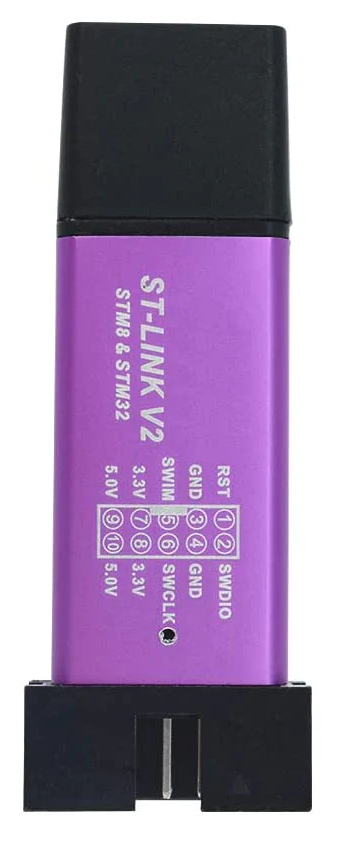 ST-LINK V2
STM8 & STM32
RST ① ② SWDIO
GND ③ ④ GND
SWIM ⑤ ⑥ SWCLK
3.3V ⑦ ⑧ 3.3V
5.0V ⑨ ⑩ 5.0V